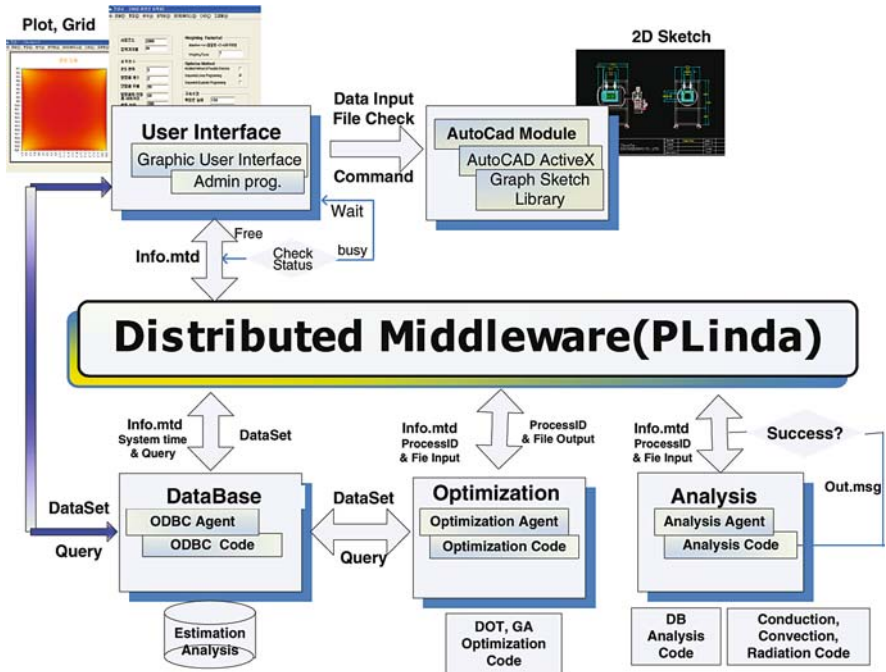 Plot, Grid
2D Sketch
User Interface
Graphic User Interface
Admin prog.
Data Input
File Check
Command
AutoCad Module
AutoCAD ActiveX
Graph Sketch
Library
Wait
Free
Info.mtd
Check
Status
busy
Distributed Middleware(PLinda)
Info.mtd
System time
& Query
DataSet
Info.mtd
ProcessID
& Fie Input
ProcessID
& File Output
Info.mtd
ProcessID
& Fie Input
Success?
Out.msg
DataSet
Query
DataBase
ODBC Agent
ODBC Code
DataSet
Query
Optimization
Optimization Agent
Optimization Code
Analysis
Analysis Agent
Analysis Code
Estimation
Analysis
DOT, GA
Optimization
Code
DB
Analysis
Code
Conduction,
Convection,
Radiation Code